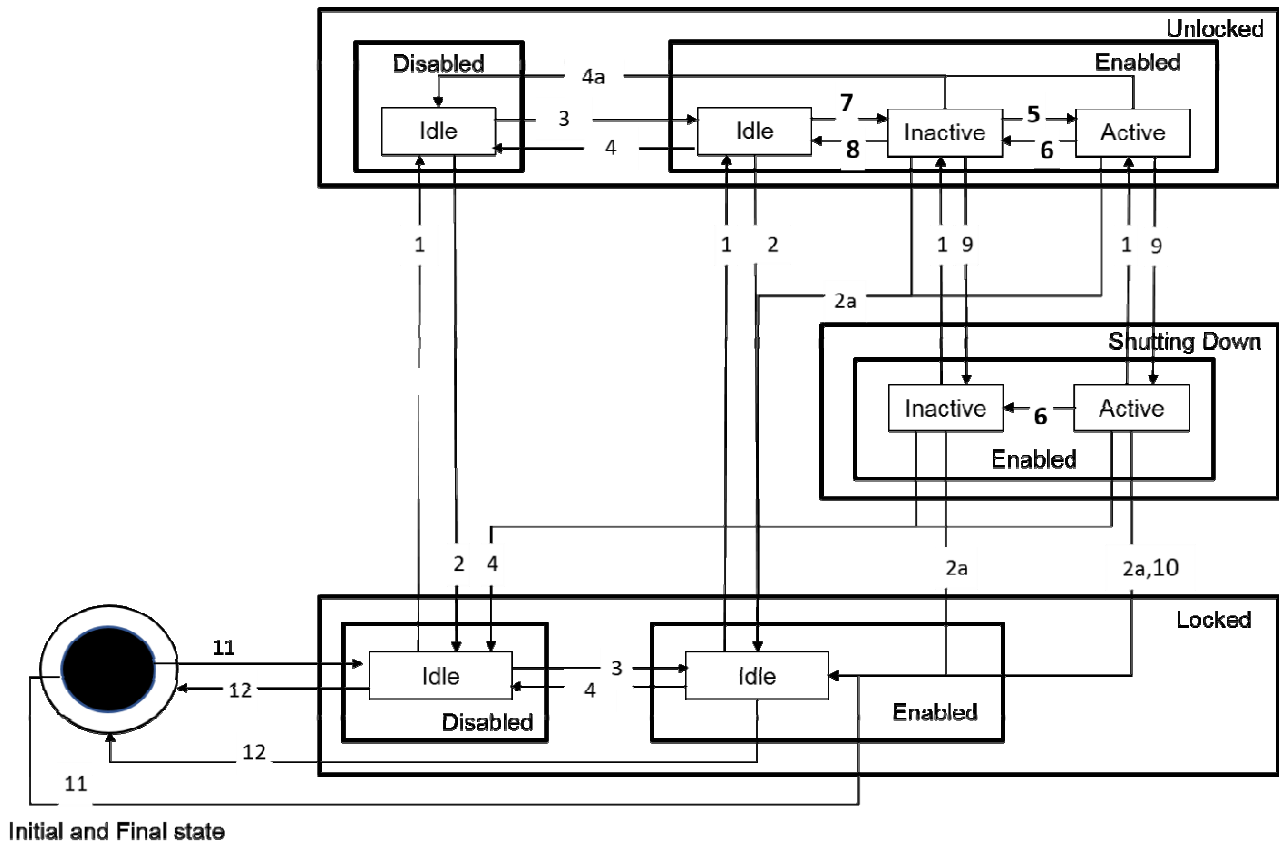 Unlocked
Disabled
Enabled
4a
Idle
3
Idle
7
Inactive
5
Active
4
8
6
1
1
2
1
9
1
9
2a
Shutting Down
Inactive
6
Active
Enabled
2
4
2a
2a,10
Locked
11
Idle
3
Idle
12
4
Disabled
Enabled
12
11
Initial and Final state